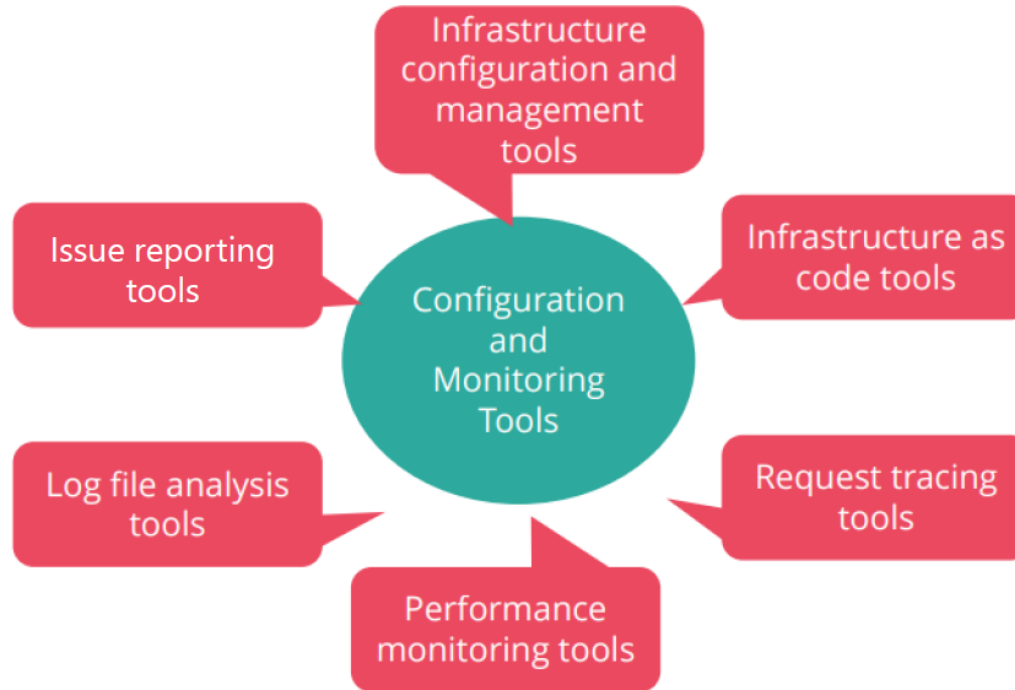 Infrastructure
configuration and
management
tools
Issue reporting
tools
Infrastructure as
code tools
Configuration
and
Monitoring
Tools
Log file analysis
tools
Request tracing
tools
Performance
monitoring tools